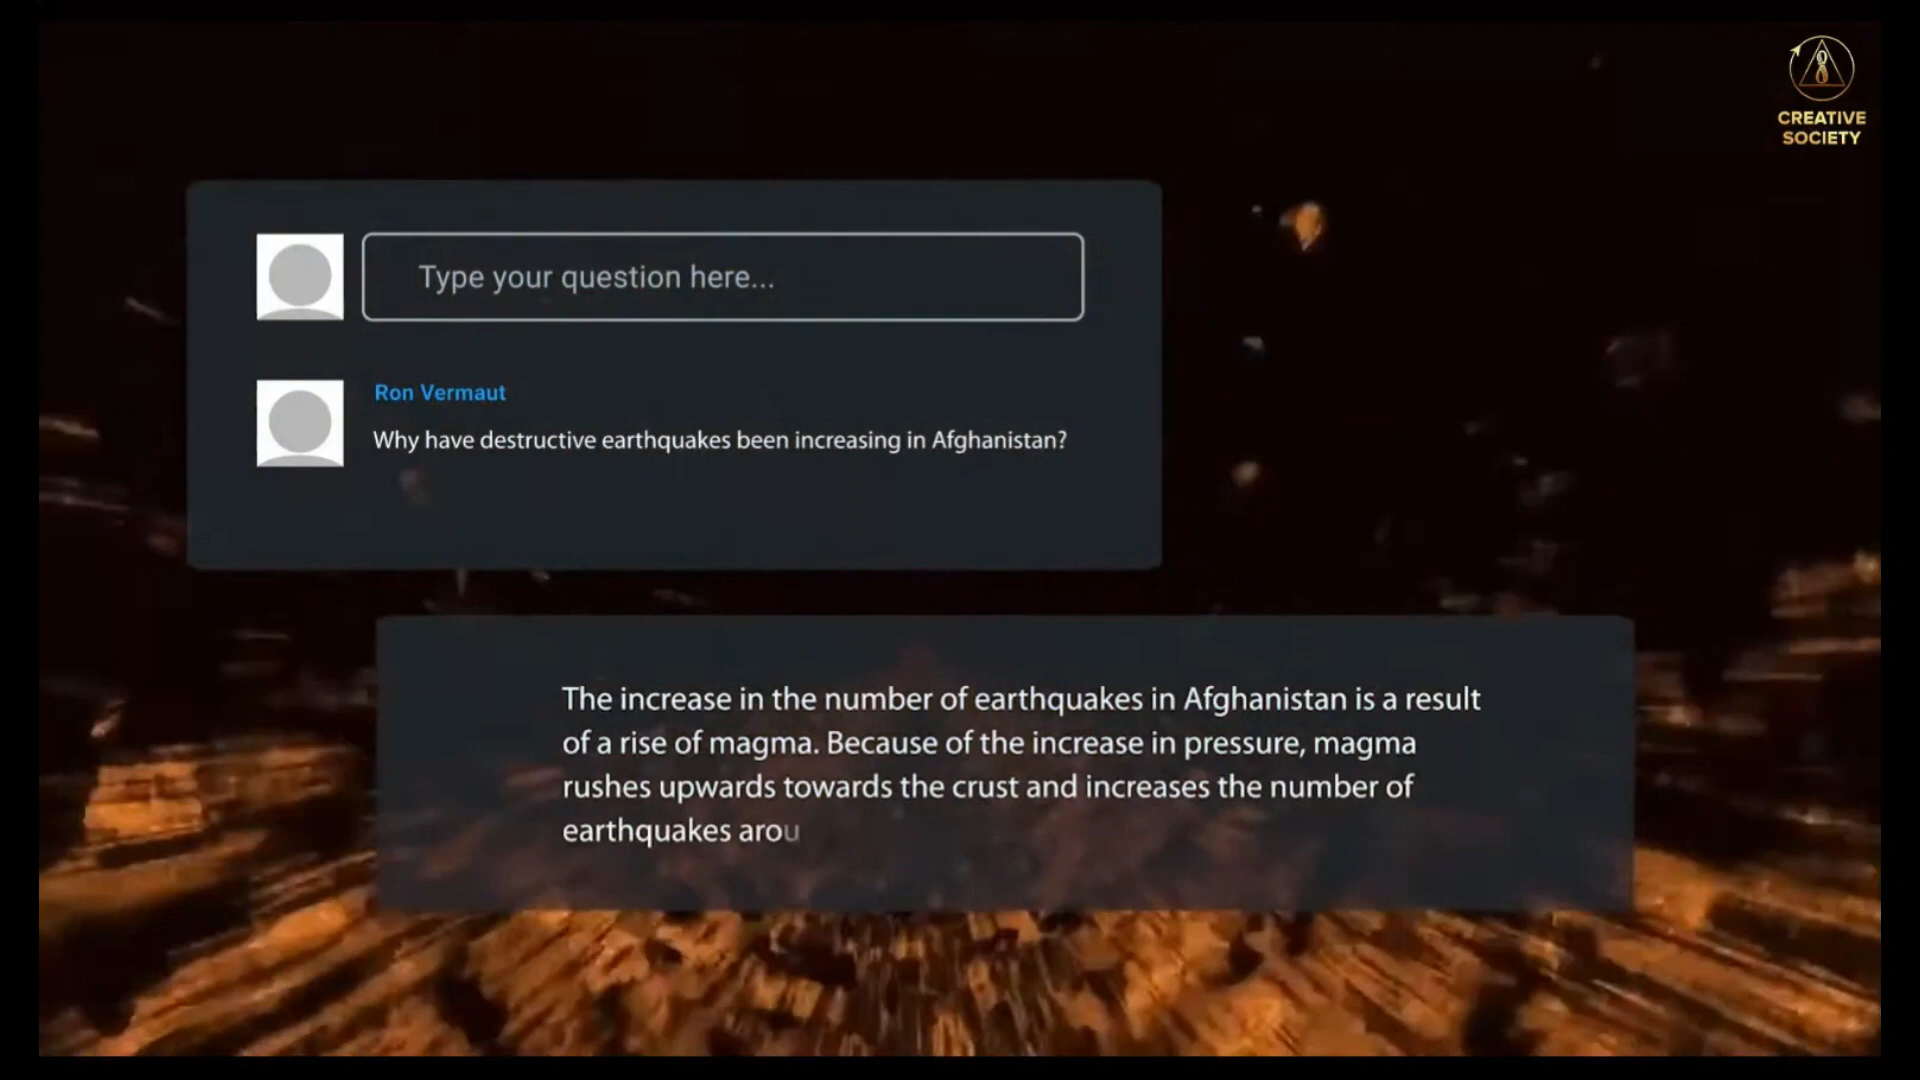 CREATIVE
SOCIETY
Type your question here...
Ron Vermaut
Why have destructive earthquakes been increasing in Afghanistan?
The increase in the number of earthquakes in Afghanistan is a result
of a rise of magma. Because of the increase in pressure, magma
rushes upwards towards the crust and increases the number of
earthquakes arou